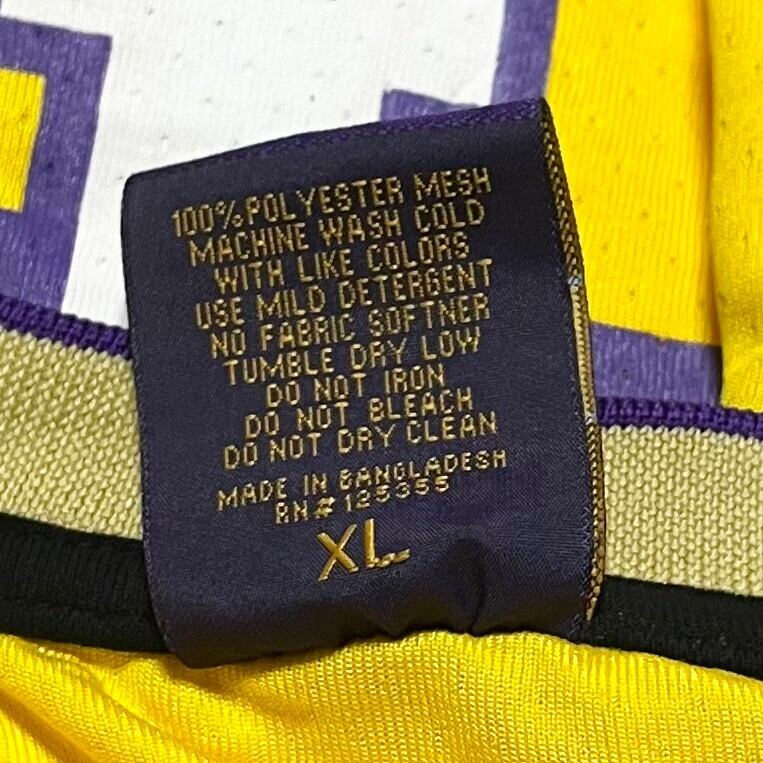 100% POLYESTER MESH
MACHINE WASH COLD
WITH LIKE COLORS
USE MILD DETERGENT
NO FABRIC SOFTNER
TUMBLE DRY LOW
DO NOT IRON
DO NOT BLEACH
DO NOT DRY CLEAN
MADE IN BANGLADESH
RN# 125355
XL